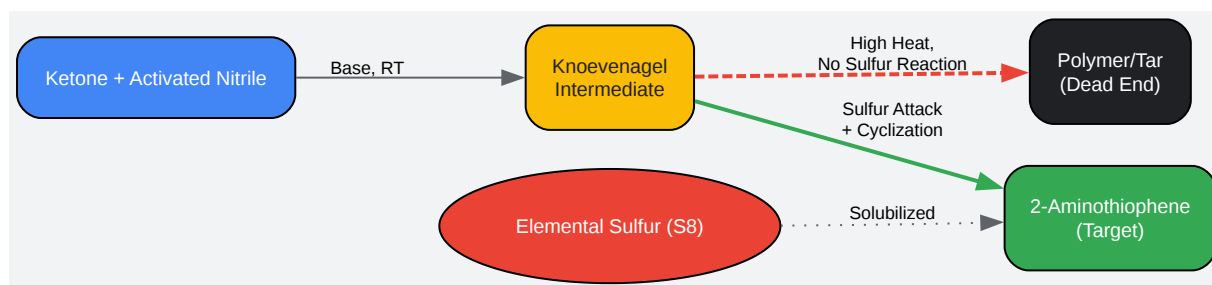 Ketone + Activated Nitrile
Base, RT
Knoevenagel
Intermediate
High Heat,
No Sulfur Reaction
Polymer/Tar
(Dead End)
Sulfur Attack
+ Cyclization
Elemental Sulfur (S8)
Solubilized
2-Aminothiophene
(Target)